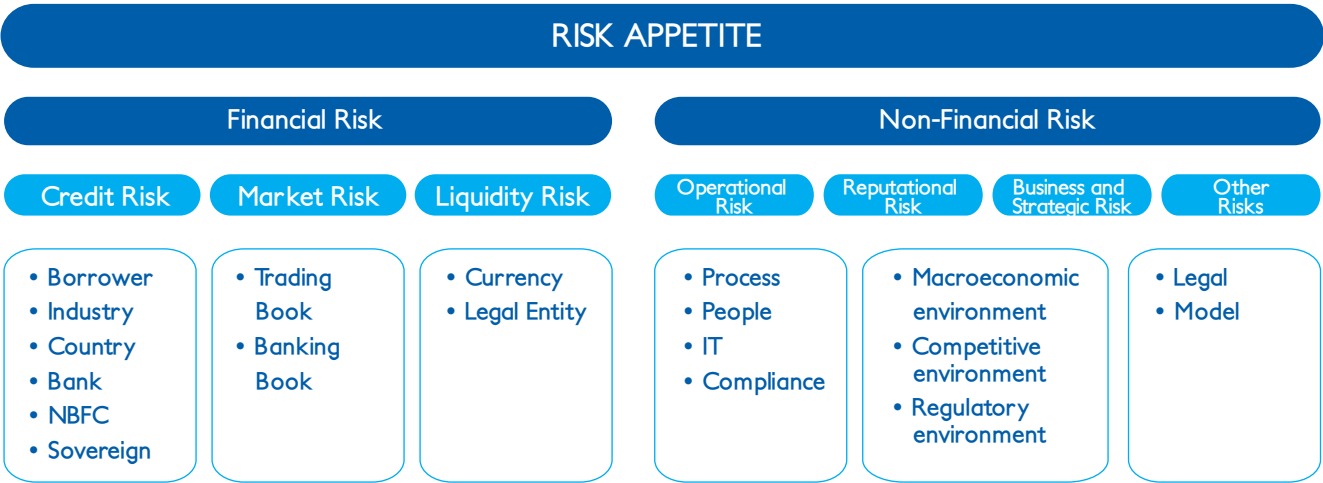 RISK APPETITE
Financial Risk
Non-Financial Risk
Credit Risk
Market Risk
Liquidity Risk
Operational
Risk
Reputational
Risk
Business and
Strategic Risk
Other
Risks
• Borrower
• Industry
• Country
• Bank
• NBFC
• Sovereign
• Trading
Book
• Banking
Book
• Currency
• Legal Entity
• Process
• People
• IT
• Compliance
• Macroeconomic
environment
• Competitive
environment
• Regulatory
environment
• Legal
• Model